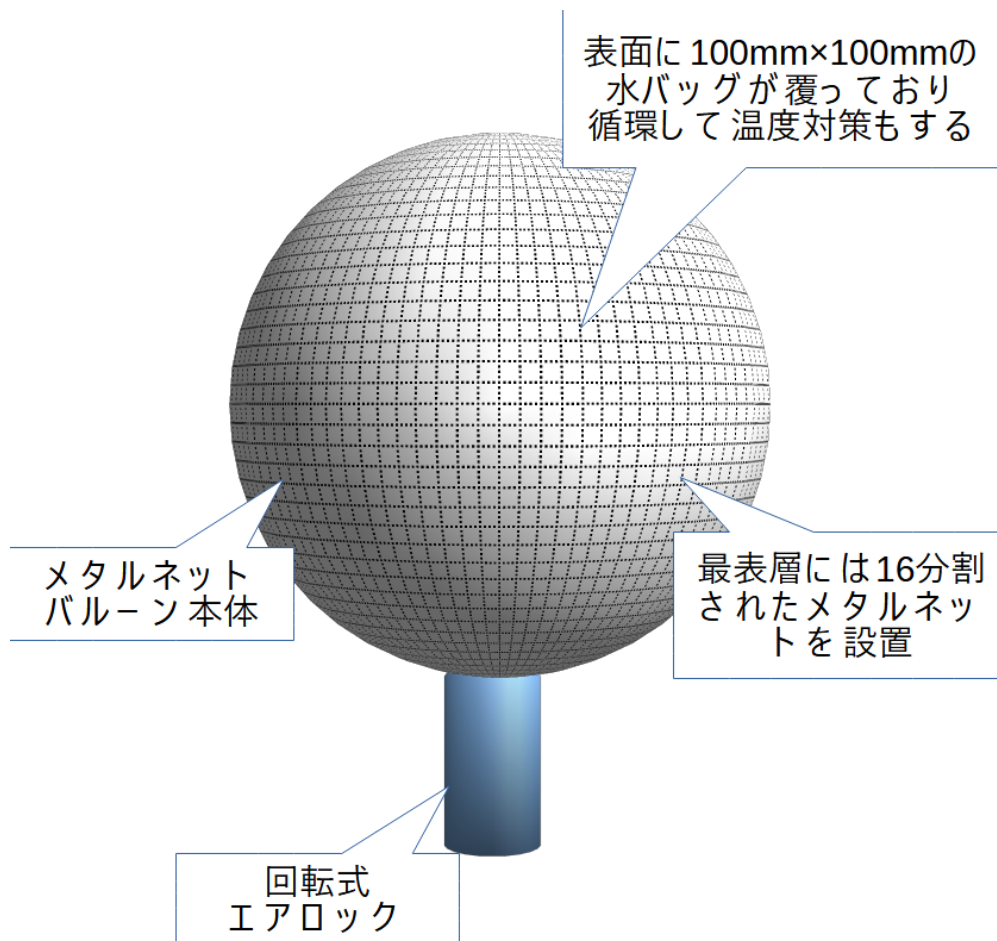 表面に100mm×100mmの
水バッグが覆っており
循環して温度対策もする
メタルネット
バルーン本体
最表層には16分割
されたメタルネッ
トを設置
回転式
エアロック